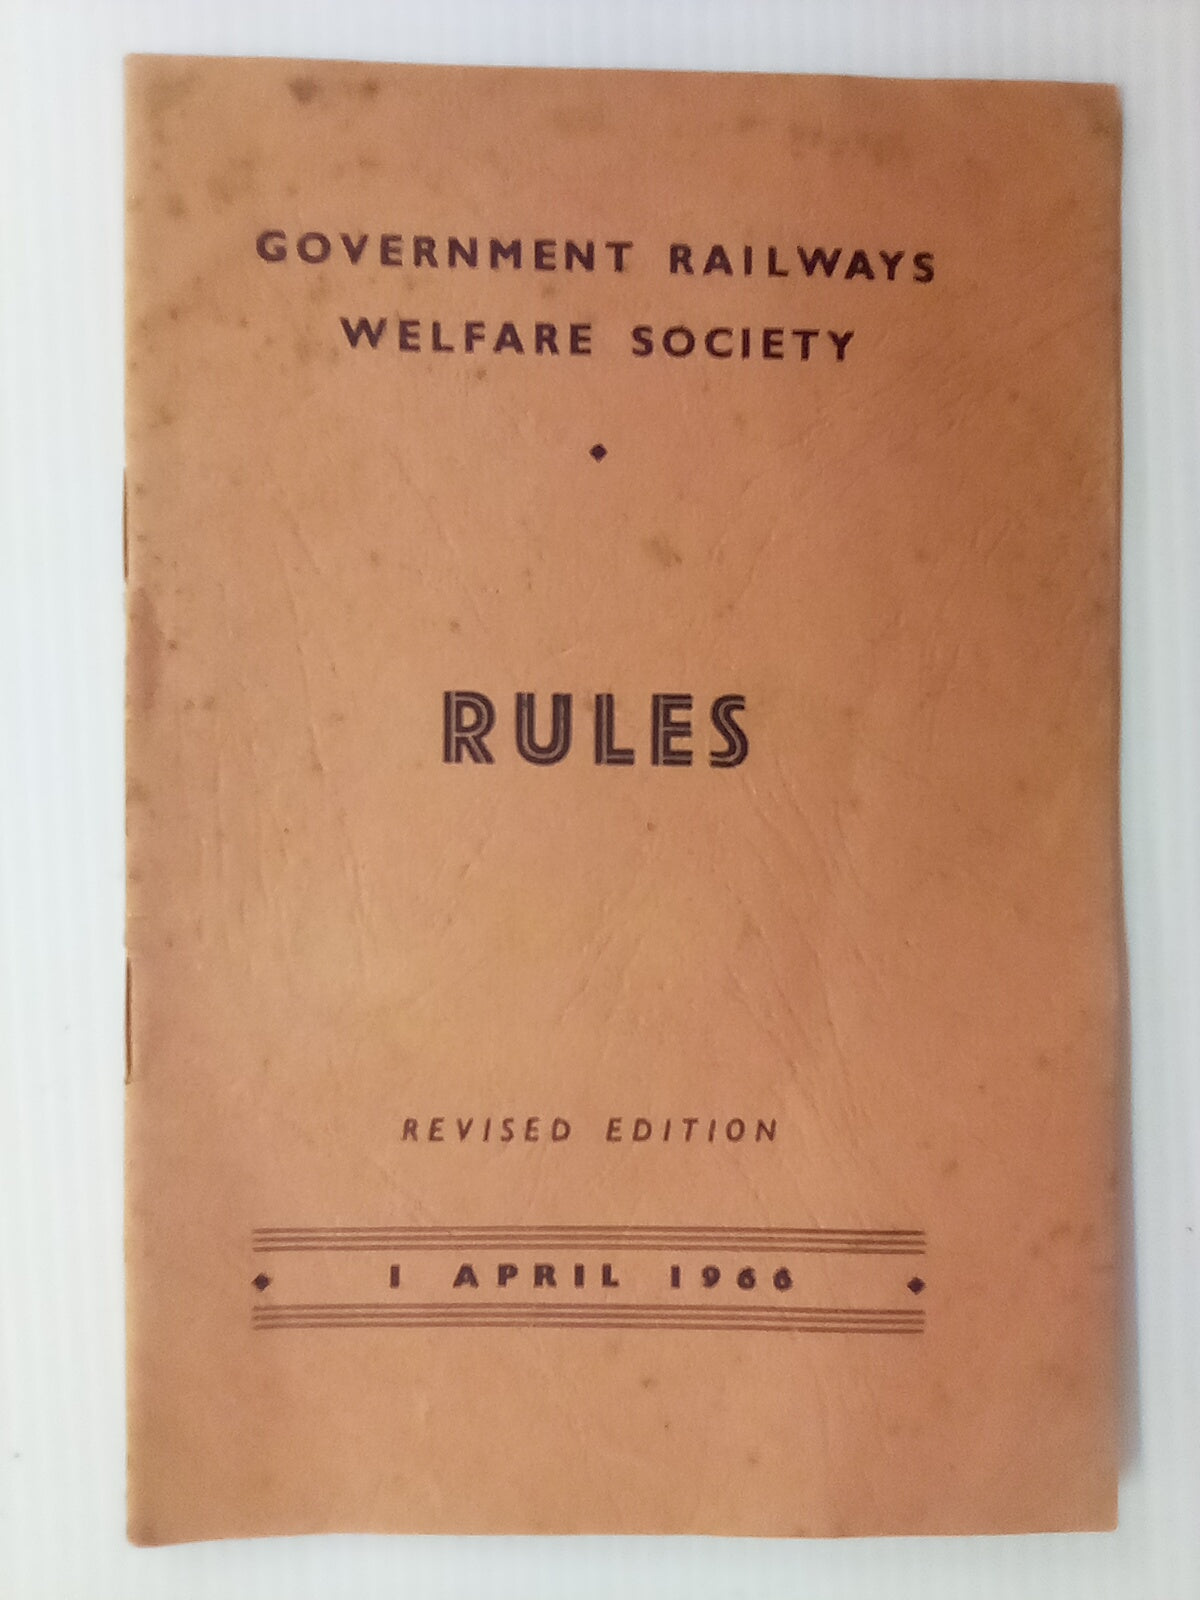 GOVERNMENT RAILWAYS
WELFARE SOCIETY
RULES
REVISED EDITION
1 APRIL 1966